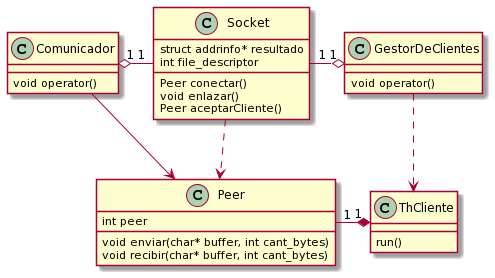 C Comunicador
void operator()
1 1
C Socket
struct addrinfo* resultado
int file_descriptor
Peer conectar()
void enlazar()
Peer aceptarCliente()
1 1
C GestorDeClientes
void operator()
C Peer
int peer
void enviar(char* buffer, int cant_bytes)
void recibir(char* buffer, int cant_bytes)
1 1
C ThCliente
run()